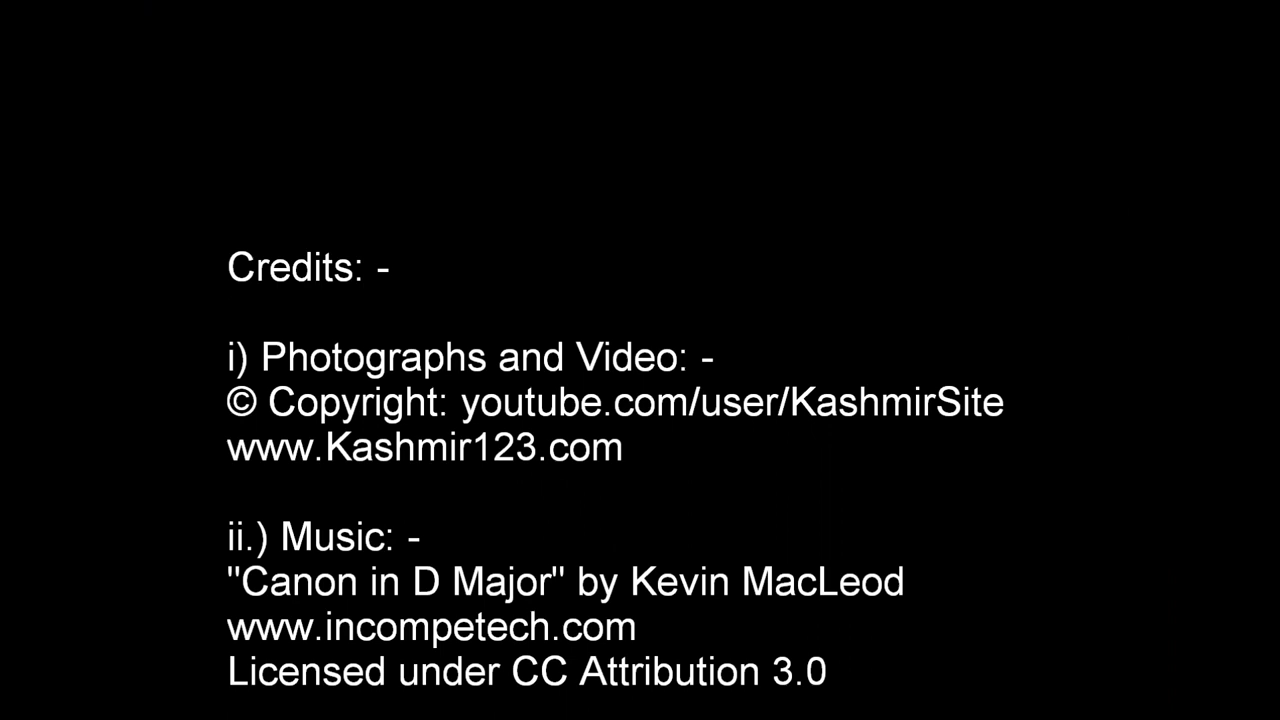 Credits: -
i) Photographs and Video: -
© Copyright: youtube.com/user/KashmirSite
www.Kashmir123.com
ii.) Music: -
"Canon in D Major" by Kevin MacLeod
www.incompetech.com
Licensed under CC Attribution 3.0